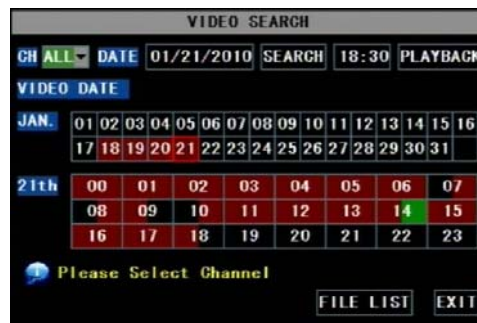 VIDEO SEARCH
CH ALL DATE 01/21/2010 SEARCH 18:30 PLAYBACK
VIDEO DATE
JAN. 01 02 03 04 05 06 07 08 09 10 11 12 13 14 15 16
17 18 19 20 21 22 23 24 25 26 27 28 29 30 31
21th 00 01 02 03 04 05 06 07
08 09 10 11 12 13 14 15
16 17 18 19 20 21 22 23
Please Select Channel
FILE LIST EXIT